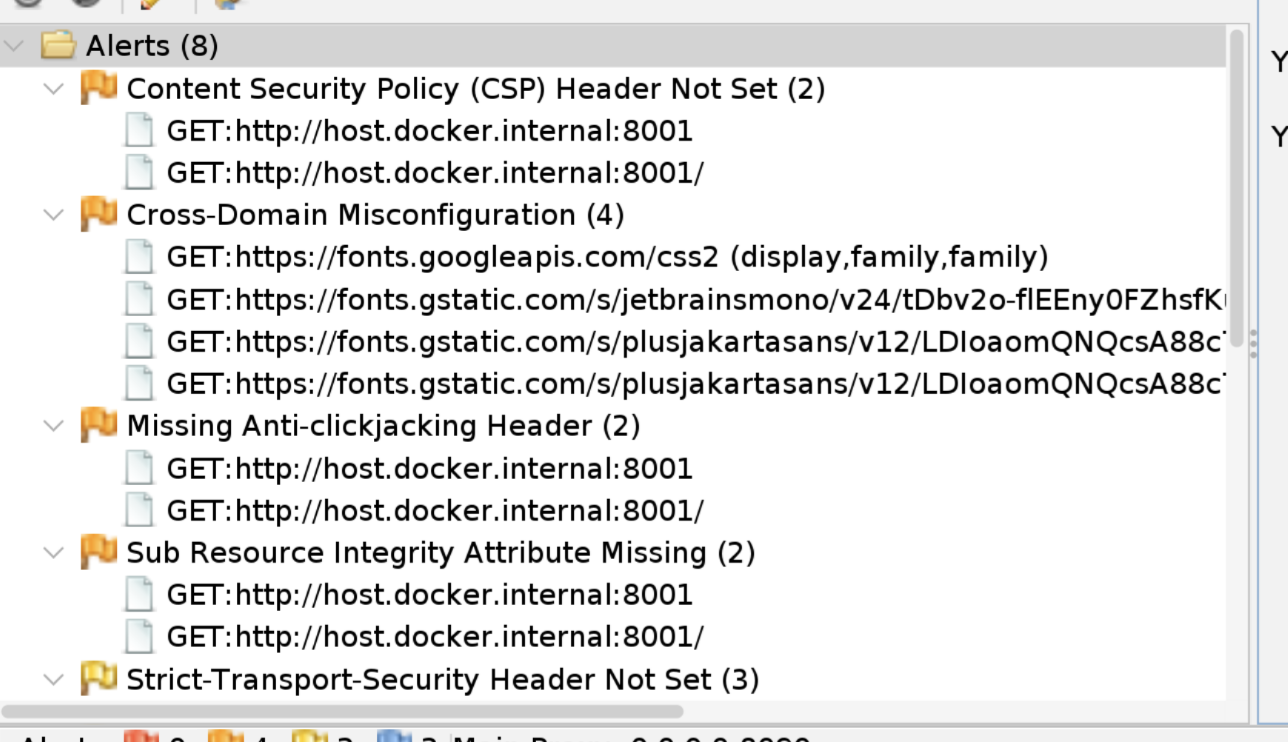 Alerts (8)
Content Security Policy (CSP) Header Not Set (2)
GET:http://host.docker.internal:8001
GET:http://host.docker.internal:8001/
Cross-Domain Misconfiguration (4)
GET:https://fonts.googleapis.com/css2 (display,family,family)
GET:https://fonts.gstatic.com/s/jetbrainsmono/v24/tDbv2o-flEEny0FZhsfK
GET:https://fonts.gstatic.com/s/plusjakartasans/v12/LDIoaomQNQcsA88c
GET:https://fonts.gstatic.com/s/plusjakartasans/v12/LDIoaomQNQcsA88c
Missing Anti-clickjacking Header (2)
GET:http://host.docker.internal:8001
GET:http://host.docker.internal:8001/
Sub Resource Integrity Attribute Missing (2)
GET:http://host.docker.internal:8001
GET:http://host.docker.internal:8001/
Strict-Transport-Security Header Not Set (3)